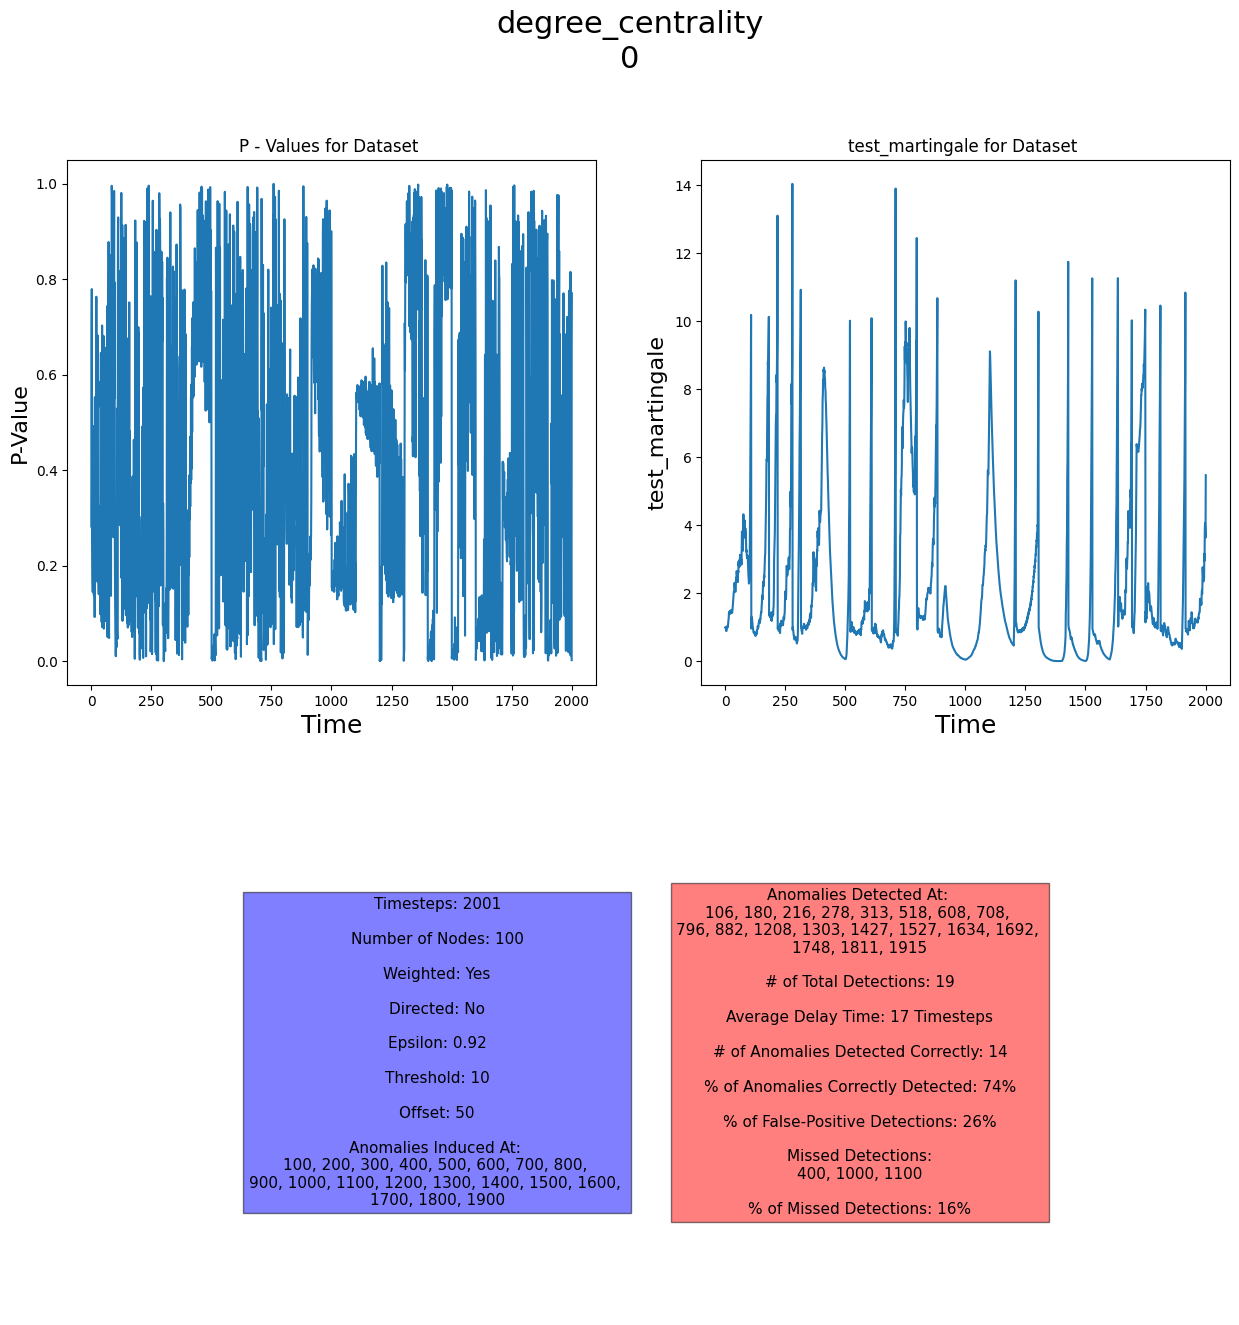 degree_centrality
0
P - Values for Dataset
1.0
0.8
0.6
0.4
0.2
0.0
P-Value
0 250 500 750 1000 1250 1500 1750 2000
Time
test_martingale for Dataset
14
12
10
8
6
4
2
0
test_martingale
0 250 500 750 1000 1250 1500 1750 2000
Time
Timesteps: 2001
Number of Nodes: 100
Weighted: Yes
Directed: No
Epsilon: 0.92
Threshold: 10
Offset: 50
Anomalies Induced At:
100, 200, 300, 400, 500, 600, 700, 800,
900, 1000, 1100, 1200, 1300, 1400, 1500, 1600,
1700, 1800, 1900
Anomalies Detected At:
106, 180, 216, 278, 313, 518, 608, 708,
796, 882, 1208, 1303, 1427, 1527, 1634, 1692,
1748, 1811, 1915
# of Total Detections: 19
Average Delay Time: 17 Timesteps
# of Anomalies Detected Correctly: 14
% of Anomalies Correctly Detected: 74%
% of False-Positive Detections: 26%
Missed Detections:
400, 1000, 1100
% of Missed Detections: 16%